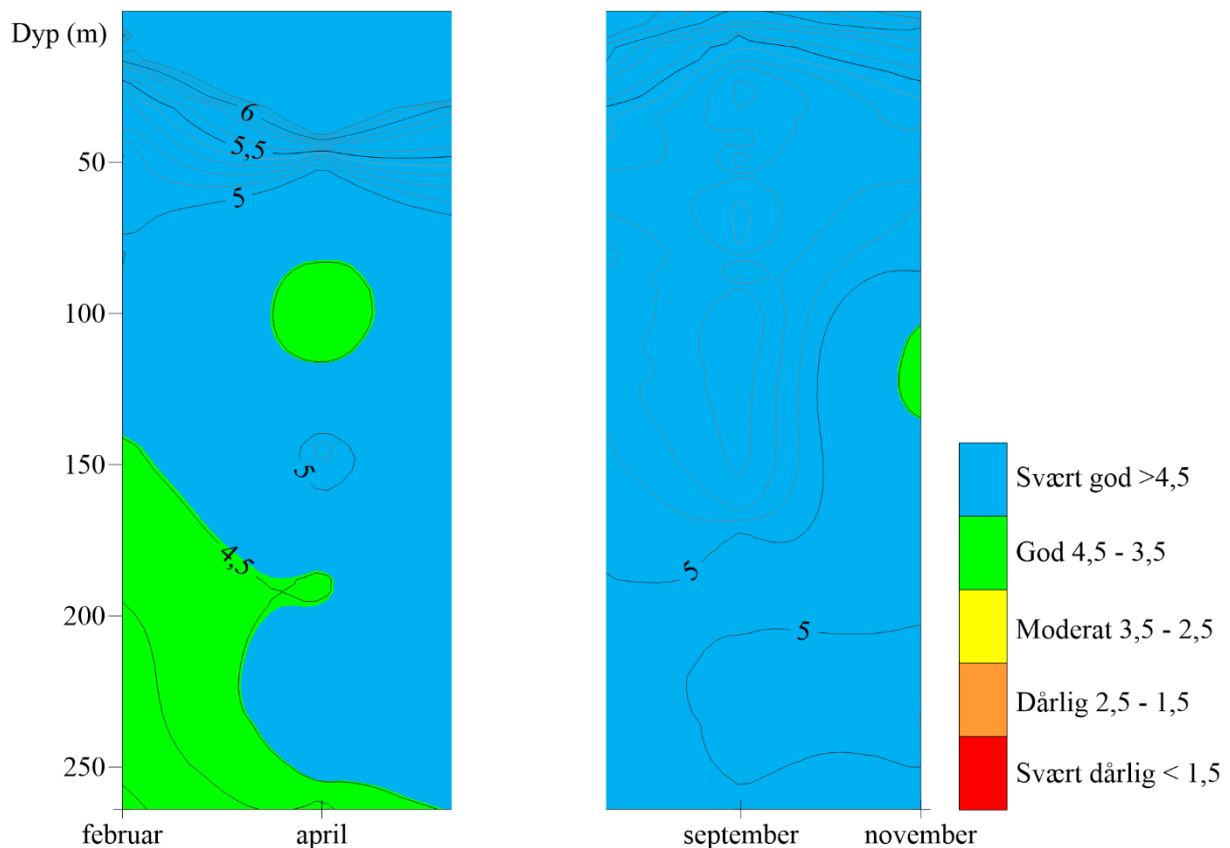 Dyp (m)
6
5,5
50
5
100
5
150
4,5
5
200
5
250
Svært god >4,5
God 4,5 - 3,5
Moderat 3,5 - 2,5
Dårlig 2,5 - 1,5
Svært dårlig < 1,5
februar
april
september
november